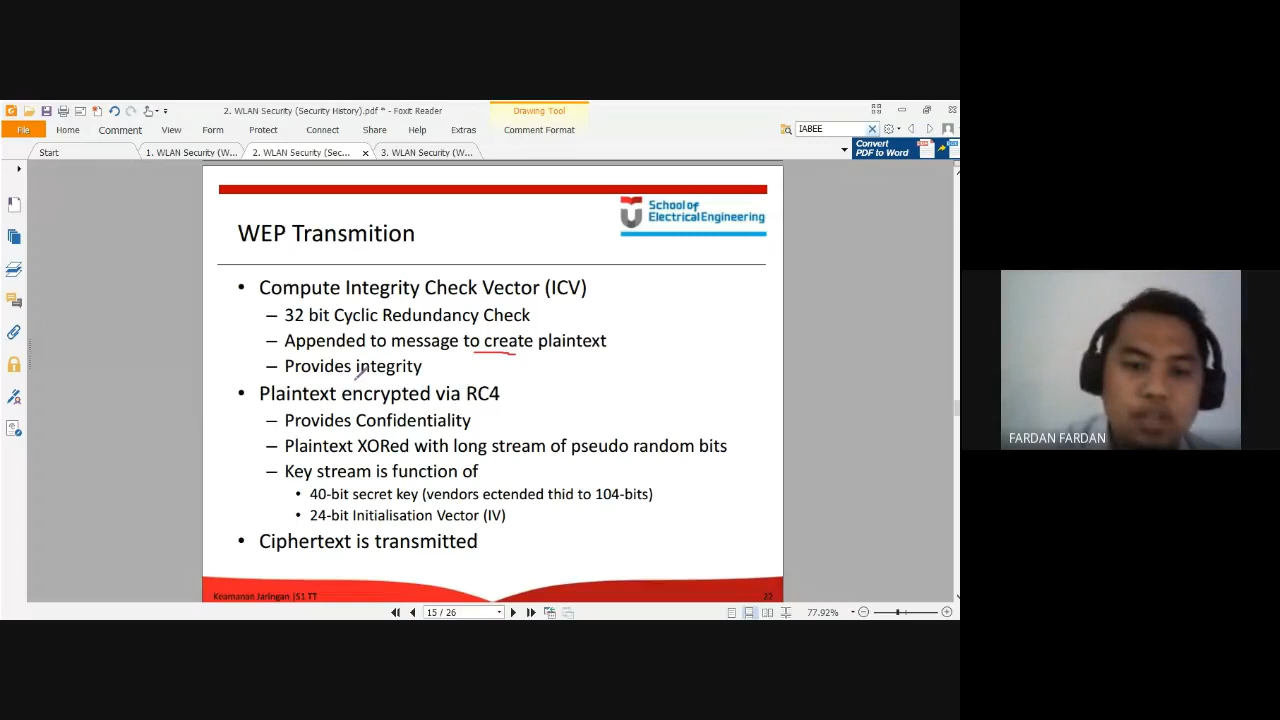 2. WLAN Security (Security History).pdf * - Foxit Reader
Drawing Tool
File Home Comment View Form Protect Connect Share Help Extras Comment Format IABEE
Start 1. WLAN Security (W... 2. WLAN Security (Sec... x 3. WLAN Security (W...
Convert
PDF to Word
School of
Electrical Engineering
WEP Transmition
• Compute Integrity Check Vector (ICV)
– 32 bit Cyclic Redundancy Check
– Appended to message to create plaintext
– Provides integrity
• Plaintext encrypted via RC4
– Provides Confidentiality
– Plaintext XORed with long stream of pseudo random bits
– Key stream is function of
• 40-bit secret key (vendors ectended thid to 104-bits)
• 24-bit Initialisation Vector (IV)
• Ciphertext is transmitted
Keamanan Jaringan |S1 TT 22
15 / 26 77.92%
FARDAN FARDAN